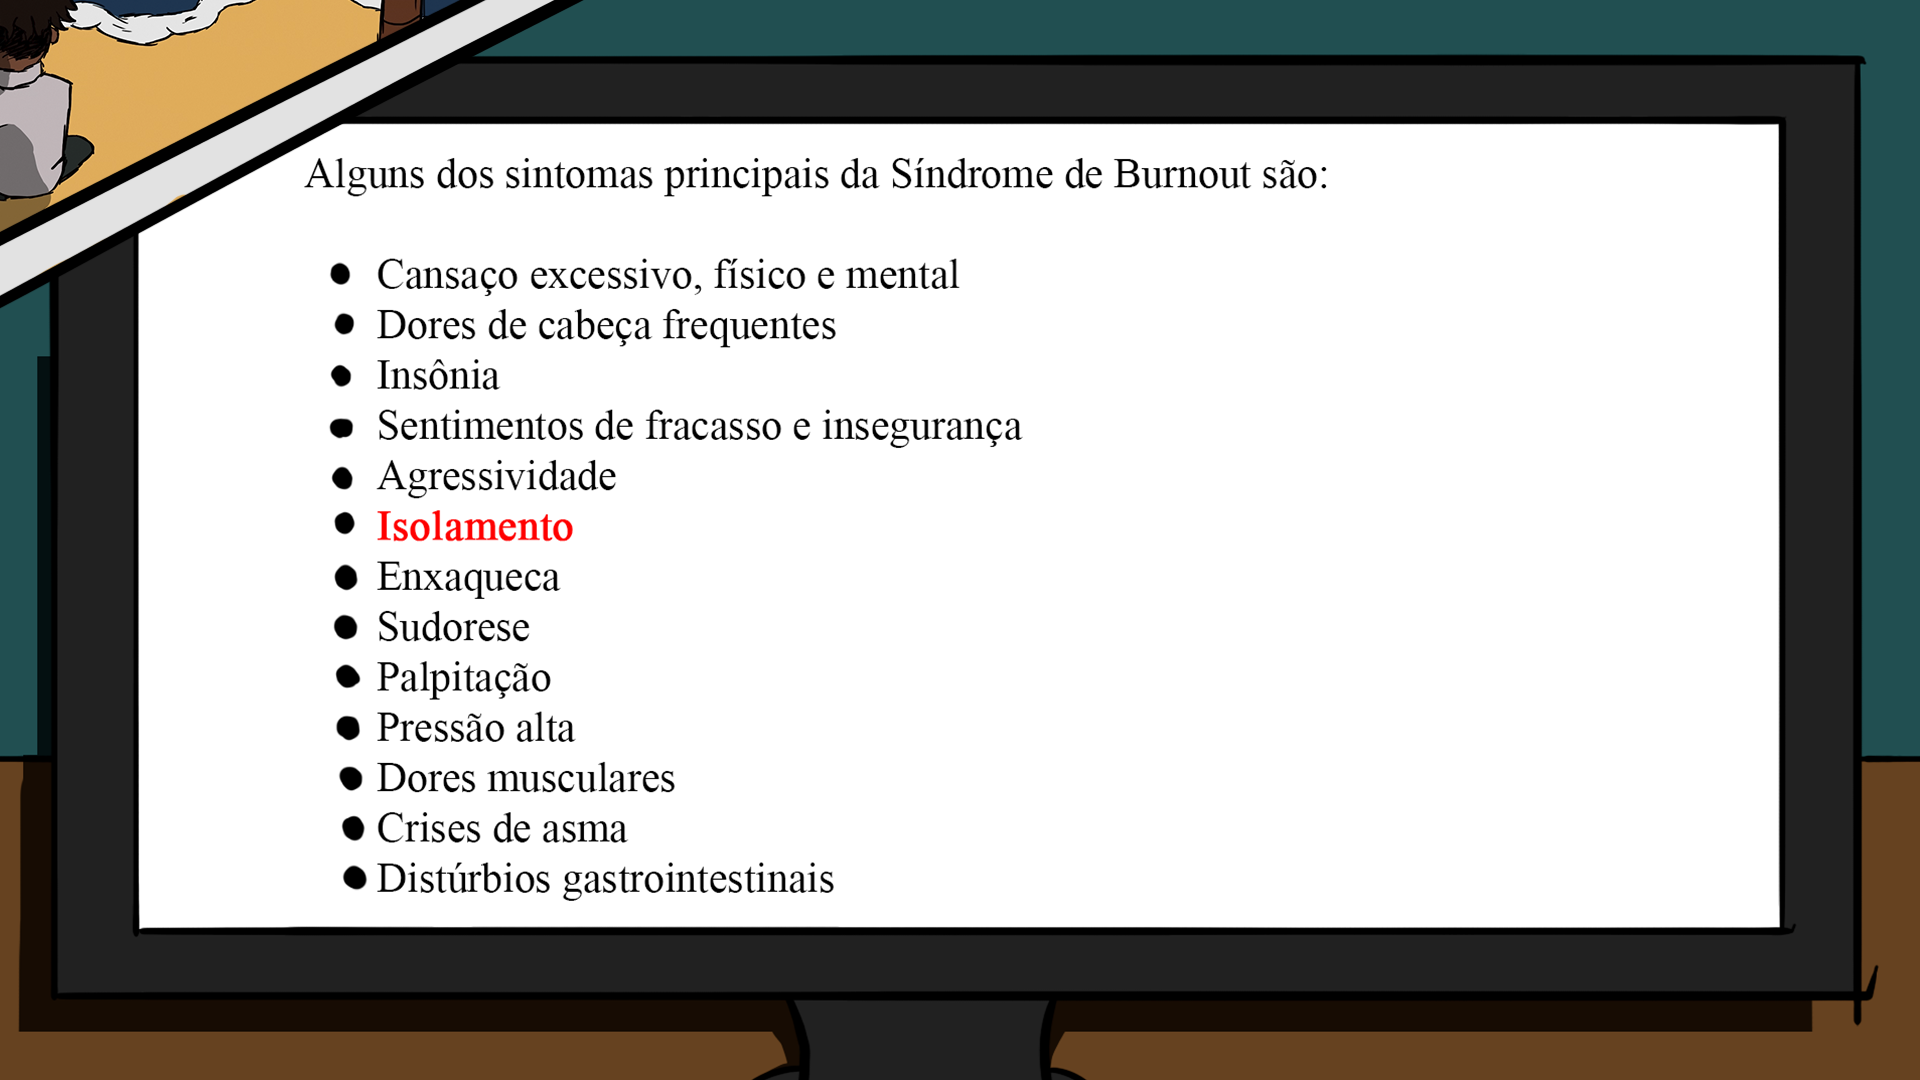 Alguns dos sintomas principais da Síndrome de Burnout são:
● Cansaço excessivo, físico e mental
● Dores de cabeça frequentes
● Insônia
● Sentimentos de fracasso e insegurança
● Agressividade
● Isolamento
● Enxaqueca
● Sudorese
● Palpitação
● Pressão alta
● Dores musculares
● Crises de asma
● Distúrbios gastrointestinais